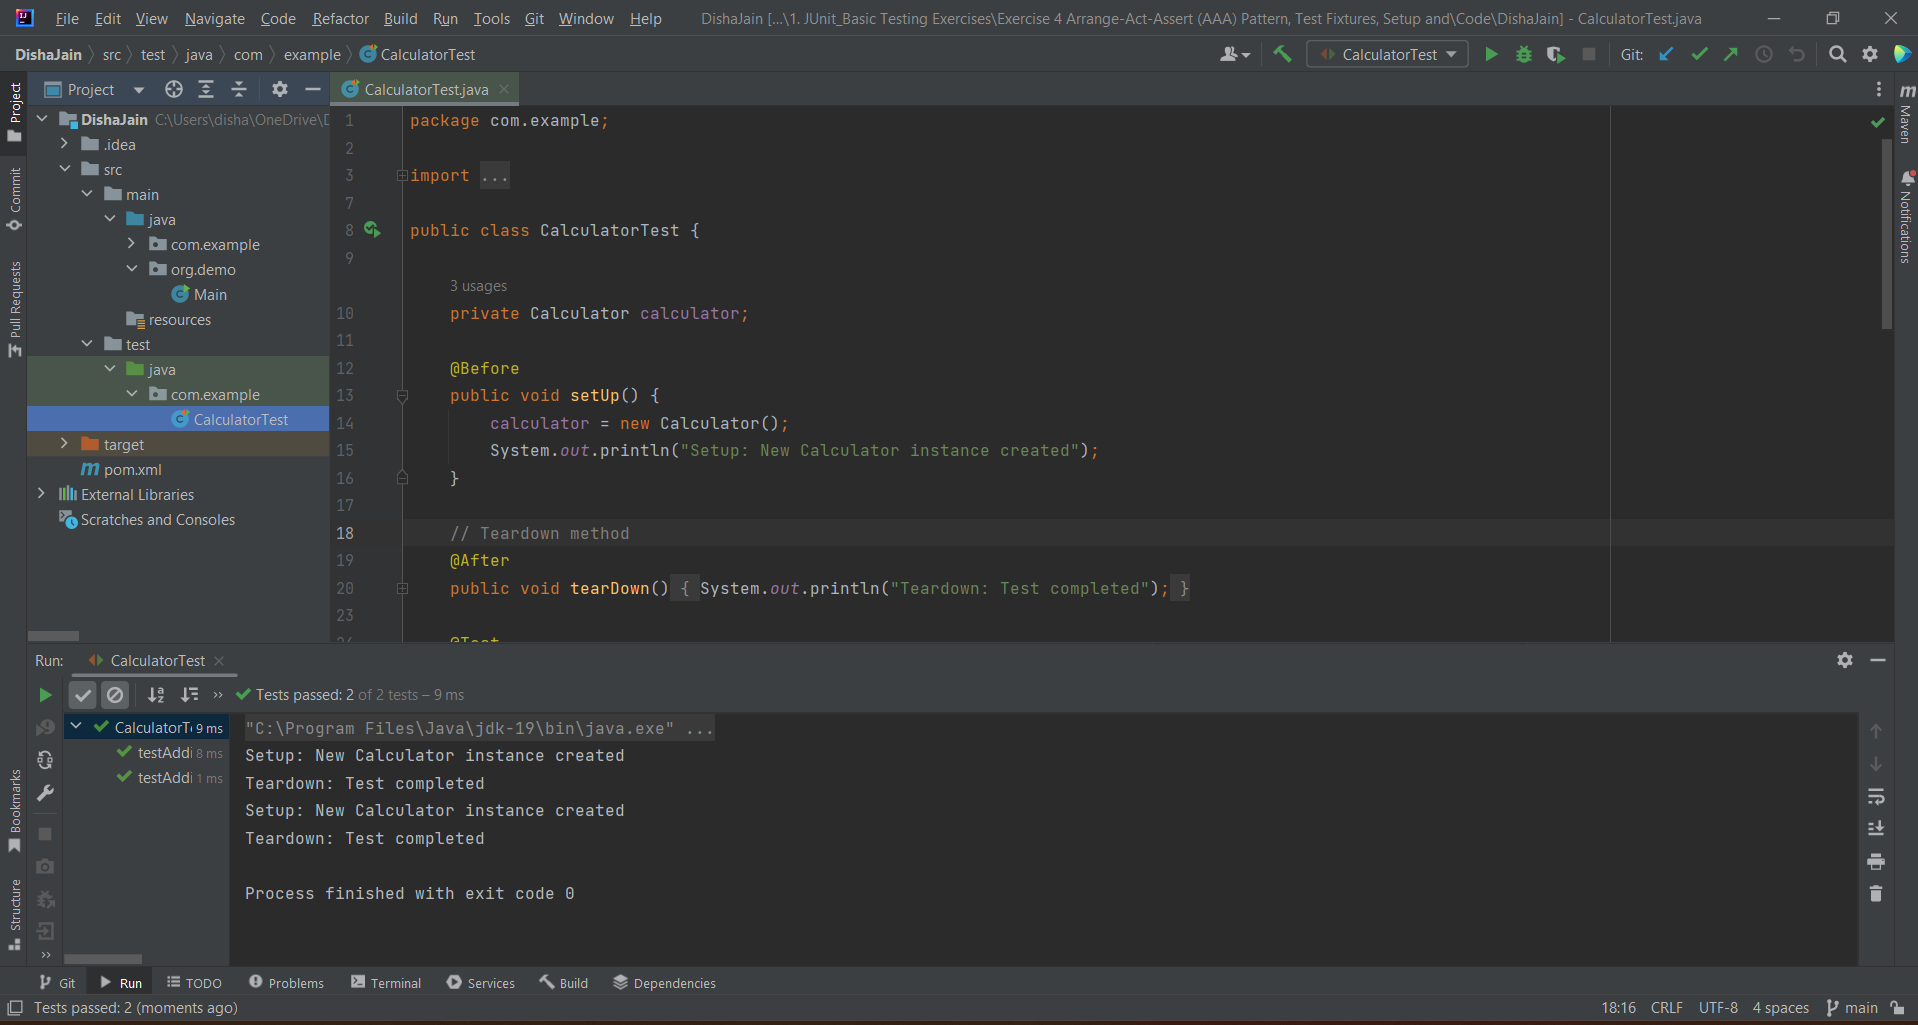 File Edit View Navigate Code Refactor Build Run Tools Git Window Help DishaJain [...\1. JUnit_Basic Testing Exercises\Exercise 4 Arrange-Act-Assert (AAA) Pattern, Test Fixtures, Setup and\Code\DishaJain] - CalculatorTest.java
DishaJain src test java com example CalculatorTest CalculatorTest Git:
Project
CalculatorTest.java
DishaJain C:\Users\disha\OneDrive\D
.idea
src
main
java
com.example
org.demo
Main
resources
test
java
com.example
CalculatorTest
target
pom.xml
External Libraries
Scratches and Consoles
Project
Commit
Pull Requests
Bookmarks
Structure
Maven
Notifications
1 package com.example;
2
3 import ...
7
8 public class CalculatorTest {
9
3 usages
10 private Calculator calculator;
11
12 @Before
13 public void setUp() {
14 calculator = new Calculator();
15 System.out.println("Setup: New Calculator instance created");
16 }
17
18 // Teardown method
19 @After
20 public void tearDown() { System.out.println("Teardown: Test completed"); }
23
24 @Test
Run: CalculatorTest
Tests passed: 2 of 2 tests – 9 ms
CalculatorTe 9 ms
testAddi 8 ms
testAddi 1 ms
"C:\Program Files\Java\jdk-19\bin\java.exe" ...
Setup: New Calculator instance created
Teardown: Test completed
Setup: New Calculator instance created
Teardown: Test completed
Process finished with exit code 0
Git Run TODO Problems Terminal Services Build Dependencies
Tests passed: 2 (moments ago) 18:16 CRLF UTF-8 4 spaces main